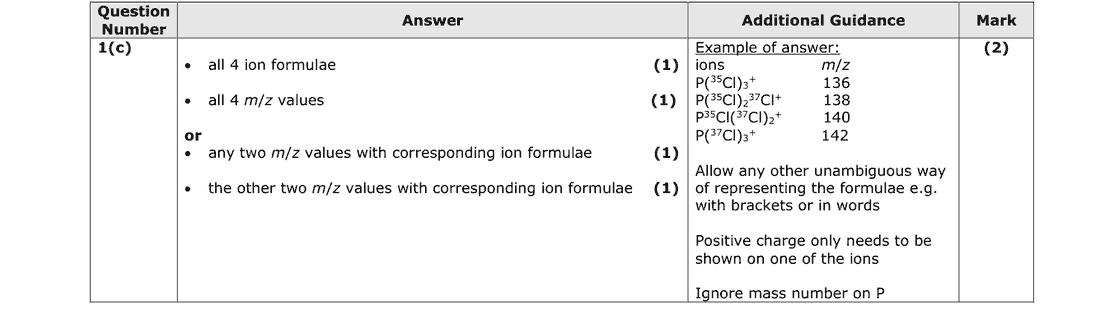 Question Number	Answer	Additional Guidance	Mark
1(c)
• all 4 ion formulae (1)
• all 4 m/z values (1)
or
• any two m/z values with corresponding ion formulae (1)
• the other two m/z values with corresponding ion formulae (1)
Example of answer:
ions m/z
P(³⁵Cl)₃⁺ 136
P(³⁵Cl)₂³⁷Cl⁺ 138
P³⁵Cl(³⁷Cl)₂⁺ 140
P(³⁷Cl)₃⁺ 142
Allow any other unambiguous way
of representing the formulae e.g.
with brackets or in words
Positive charge only needs to be
shown on one of the ions
Ignore mass number on P
(2)